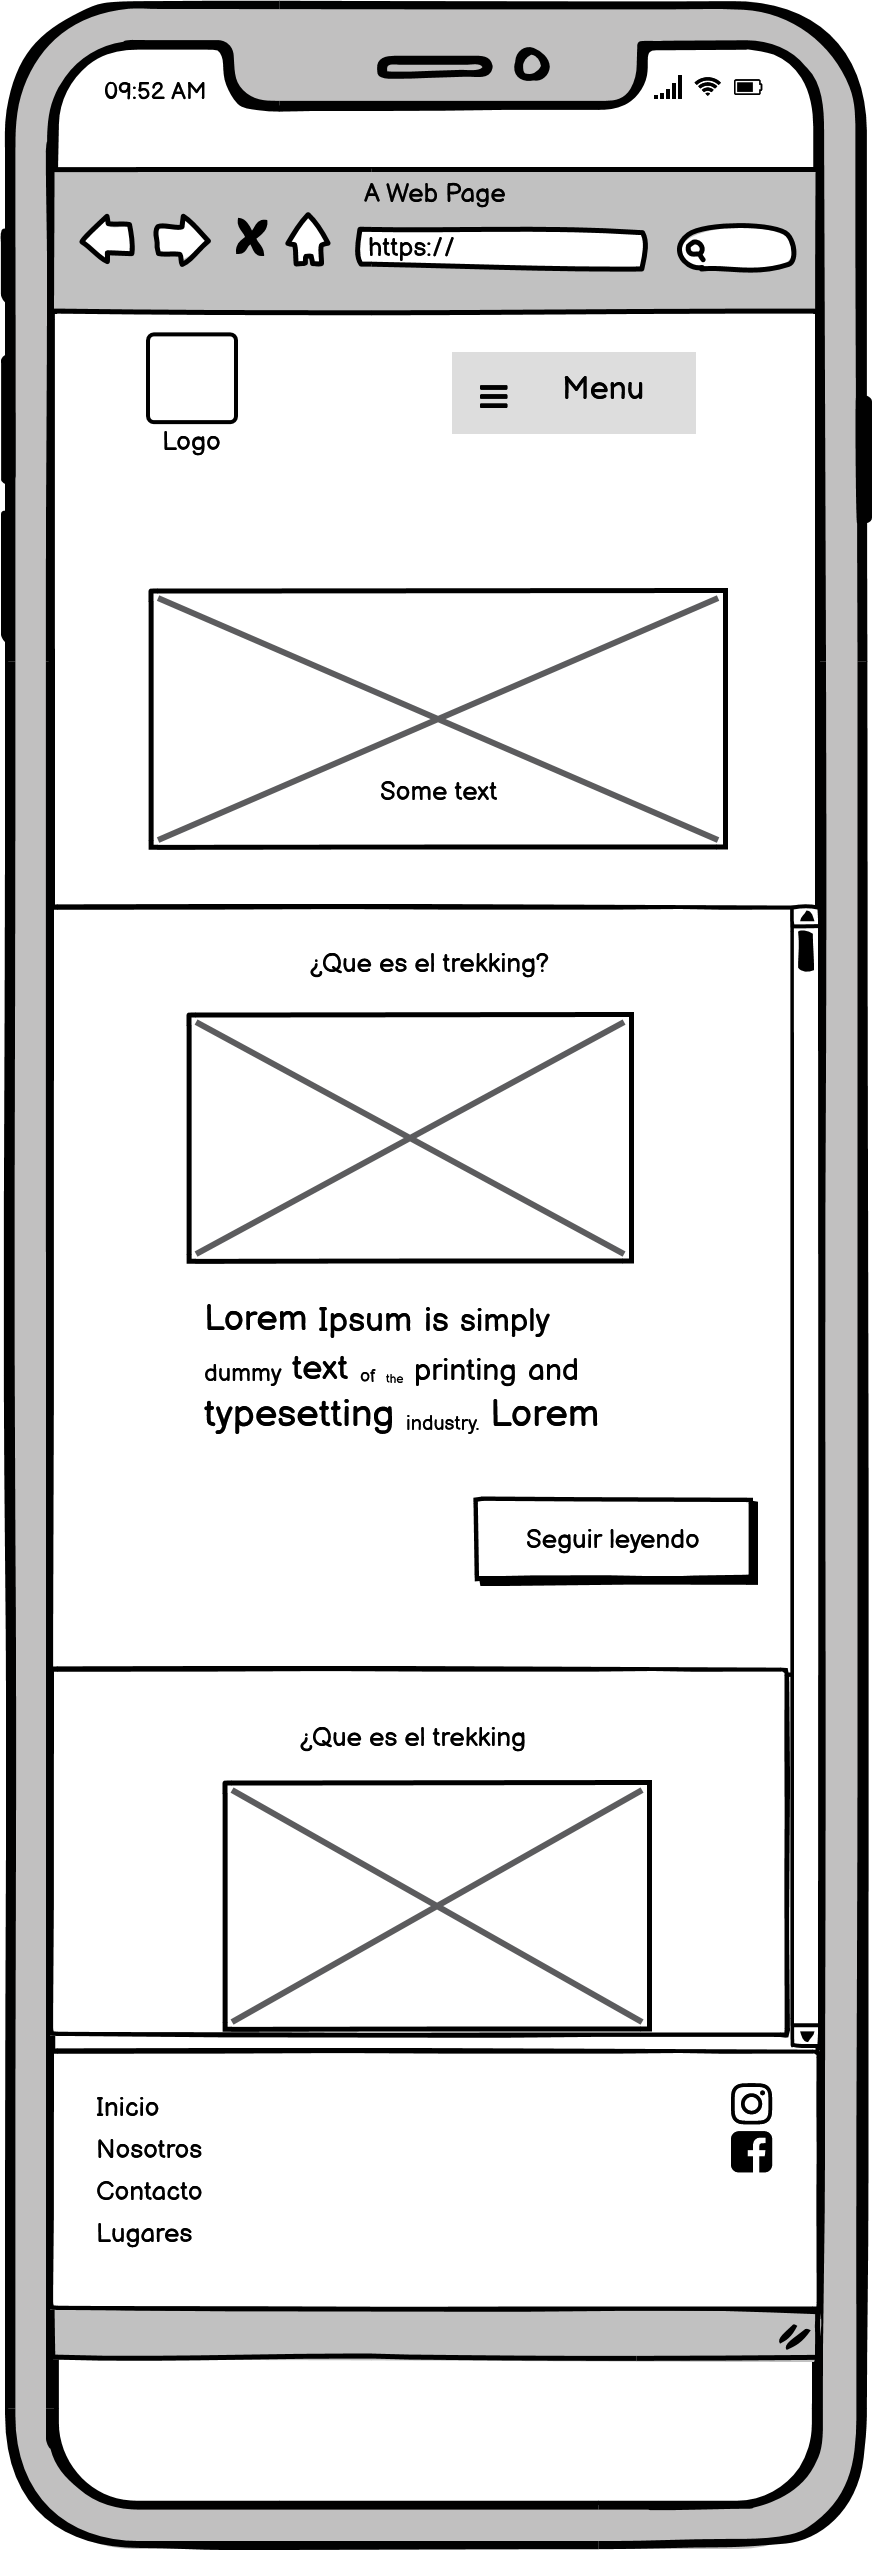 09:52 AM
A Web Page
https://
Menu
Logo
Some text
¿Que es el trekking?
Lorem Ipsum is simply
dummy text of the printing and
typesetting industry. Lorem
Seguir leyendo
¿Que es el trekking
Inicio
Nosotros
Contacto
Lugares